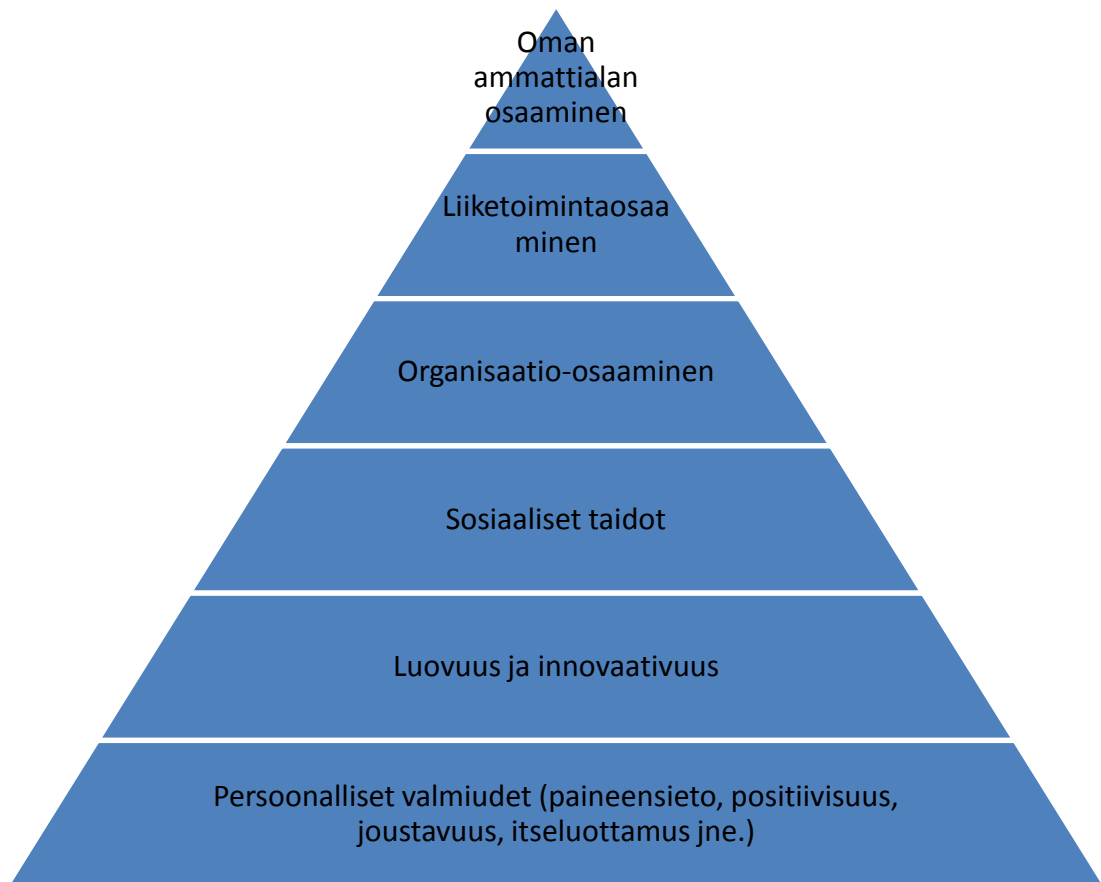 Oman
ammattialan
osaaminen
Liiketoimintaosaa
minen
Organisaatio-osaaminen
Sosiaaliset taidot
Luovuus ja innovaativuus
Persoonalliset valmiudet (paineensieto, positiivisuus,
joustavuus, itseluottamus jne.)